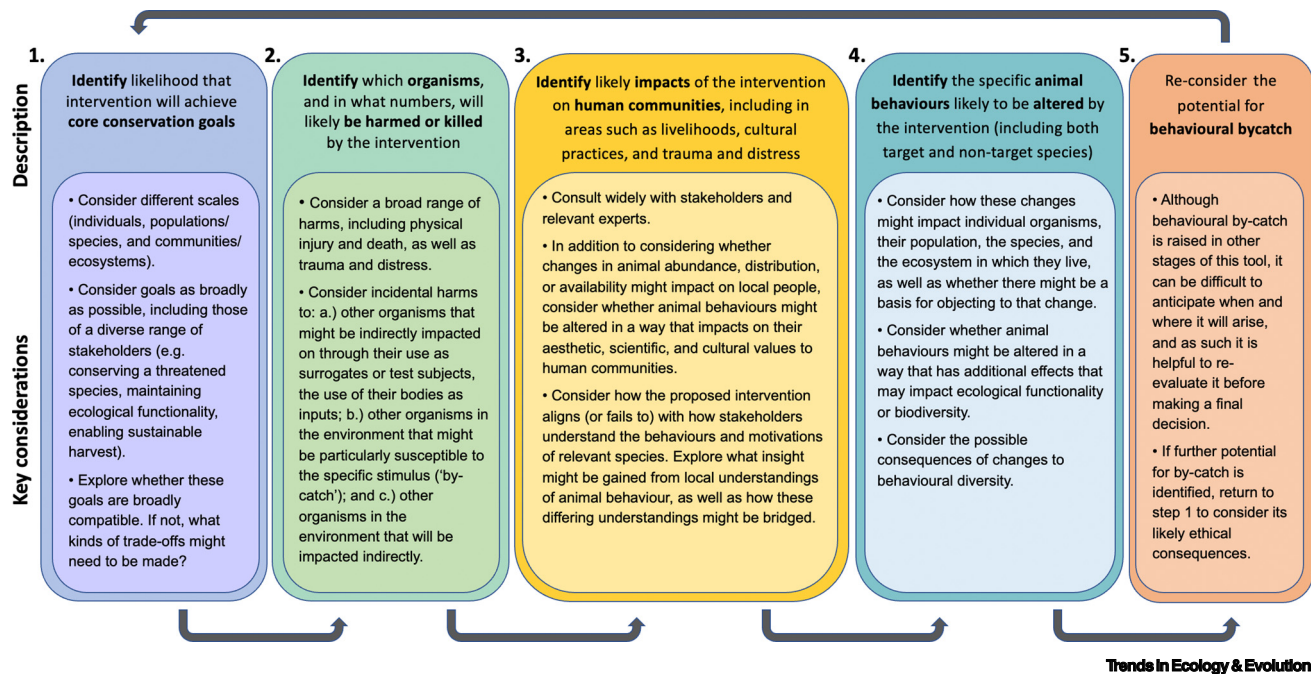 1.
Identify likelihood that
intervention will achieve
core conservation goals
2.
Identify which organisms,
and in what numbers, will
likely be harmed or killed
by the intervention
3.
Identify likely impacts of the intervention
on human communities, including in
areas such as livelihoods, cultural
practices, and trauma and distress
4.
Identify the specific animal
behaviours likely to be altered by
the intervention (including both
target and non-target species)
5.
Re-consider the
potential for
behavioural bycatch
Description
Key considerations
• Consider different scales
(individuals, populations/
species, and communities/
ecosystems).
• Consider goals as broadly
as possible, including those
of a diverse range of
stakeholders (e.g.
conserving a threatened
species, maintaining
ecological functionality,
enabling sustainable
harvest).
• Explore whether these
goals are broadly
compatible. If not, what
kinds of trade-offs might
need to be made?
• Consider a broad range of
harms, including physical
injury and death, as well as
trauma and distress.
• Consider incidental harms
to: a.) other organisms that
might be indirectly impacted
on through their use as
surrogates or test subjects,
the use of their bodies as
inputs; b.) other organisms in
the environment that might
be particularly susceptible to
the specific stimulus (‘by-
catch’); and c.) other
organisms in the
environment that will be
impacted indirectly.
• Consult widely with stakeholders and
relevant experts.
• In addition to considering whether
changes in animal abundance, distribution,
or availability might impact on local people,
consider whether animal behaviours might
be altered in a way that impacts on their
aesthetic, scientific, and cultural values to
human communities.
• Consider how the proposed intervention
aligns (or fails to) with how stakeholders
understand the behaviours and motivations
of relevant species. Explore what insight
might be gained from local understandings
of animal behaviour, as well as how these
differing understandings might be bridged.
• Consider how these changes
might impact individual organisms,
their population, the species, and
the ecosystem in which they live,
as well as whether there might be a
basis for objecting to that change.
• Consider whether animal
behaviours might be altered in a
way that has additional effects that
may impact ecological functionality
or biodiversity.
• Consider the possible
consequences of changes to
behavioural diversity.
• Although
behavioural by-catch
is raised in other
stages of this tool, it
can be difficult to
anticipate when and
where it will arise,
and as such it is
helpful to re-
evaluate it before
making a final
decision.
• If further potential
for by-catch is
identified, return to
step 1 to consider its
likely ethical
consequences.
Trends in Ecology & Evolution